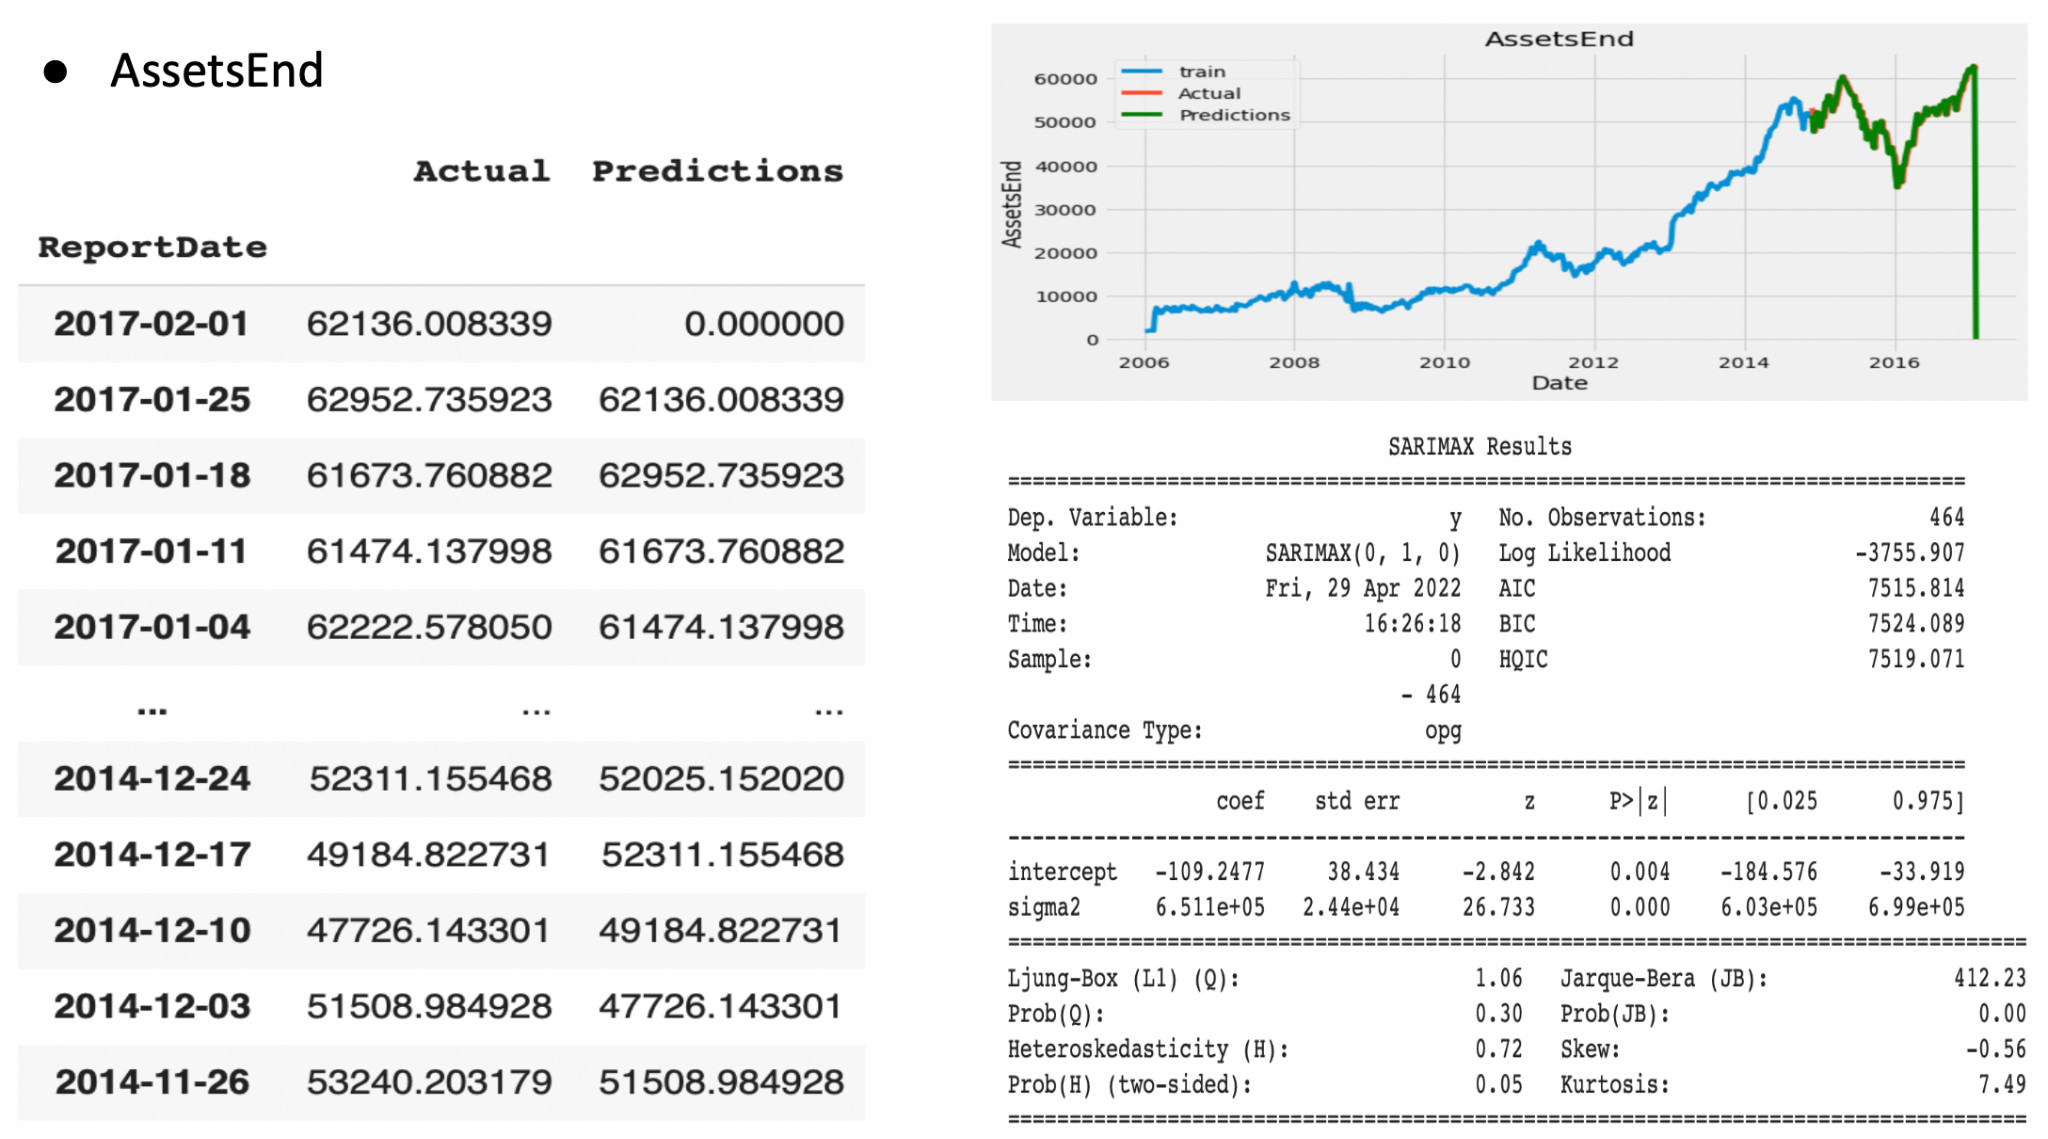 ● AssetsEnd
Actual Predictions
ReportDate
2017-02-01 62136.008339 0.000000
2017-01-25 62952.735923 62136.008339
2017-01-18 61673.760882 62952.735923
2017-01-11 61474.137998 61673.760882
2017-01-04 62222.578050 61474.137998
... ... ...
2014-12-24 52311.155468 52025.152020
2014-12-17 49184.822731 52311.155468
2014-12-10 47726.143301 49184.822731
2014-12-03 51508.984928 47726.143301
2014-11-26 53240.203179 51508.984928
AssetsEnd
train
Actual
Predictions
AssetsEnd
60000
50000
40000
30000
20000
10000
0
2006 2008 2010 2012 2014 2016
Date
SARIMAX Results
==============================================================================
Dep. Variable: y No. Observations: 464
Model: SARIMAX(0, 1, 0) Log Likelihood -3755.907
Date: Fri, 29 Apr 2022 AIC 7515.814
Time: 16:26:18 BIC 7524.089
Sample: 0 HQIC 7519.071
- 464
Covariance Type: opg
==============================================================================
coef std err z P>|z| [0.025 0.975]
------------------------------------------------------------------------------
intercept -109.2477 38.434 -2.842 0.004 -184.576 -33.919
sigma2 6.511e+05 2.44e+04 26.733 0.000 6.03e+05 6.99e+05
===================================================================================
Ljung-Box (L1) (Q): 1.06 Jarque-Bera (JB): 412.23
Prob(Q): 0.30 Prob(JB): 0.00
Heteroskedasticity (H): 0.72 Skew: -0.56
Prob(H) (two-sided): 0.05 Kurtosis: 7.49
===================================================================================